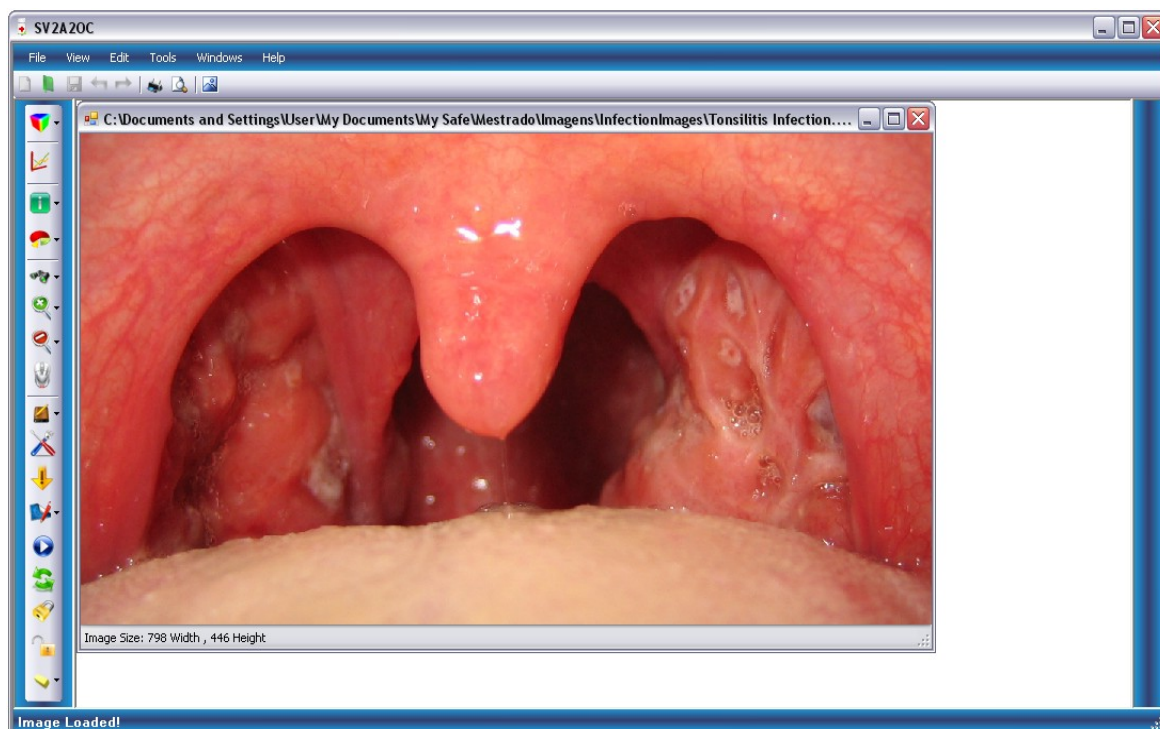 SV2A2OC
File View Edit Tools Windows Help
C:\Documents and Settings\User\My Documents\My Safe\Mestrado\Imagens\InfectionImages\Tonsilitis Infection....
Image Size: 798 Width , 446 Height
Image Loaded!